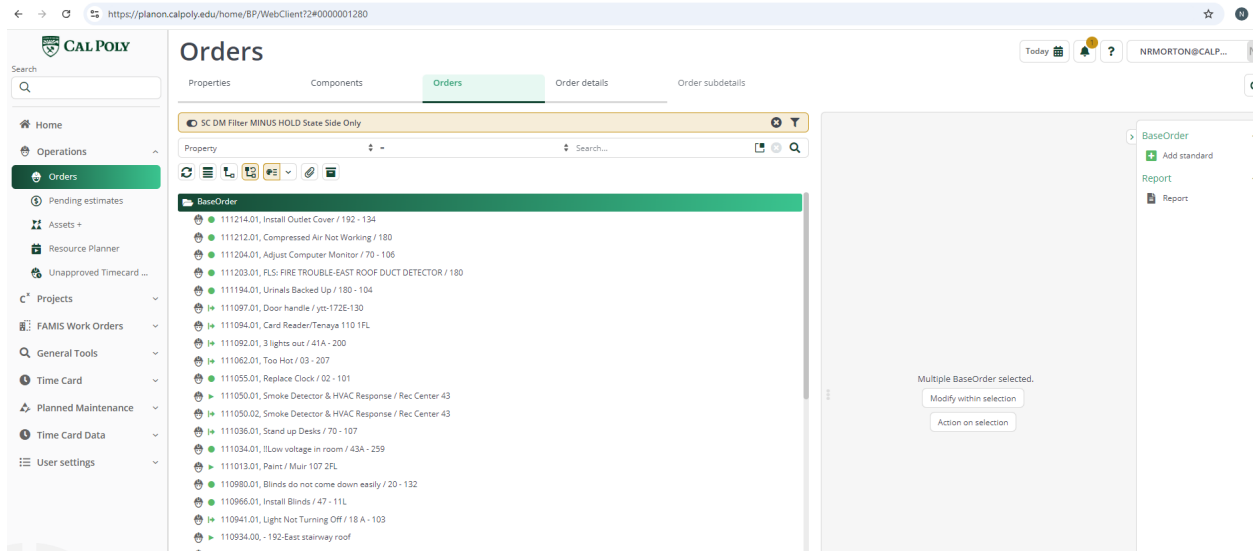 https://planon.calpoly.edu/home/BP/WebClient?2#0000001280
N
CAL POLY
Search
Home
Operations
Orders
Pending estimates
Assets +
Resource Planner
Unapproved Timecard ...
Projects
FAMIS Work Orders
General Tools
Time Card
Planned Maintenance
Time Card Data
User settings
Orders
Today
?
NRMORTON@CALP...
Properties
Components
Orders
Order details
Order subdetails
SC DM Filter MINUS HOLD State Side Only
Property
-
Search...
BaseOrder
111214.01, Install Outlet Cover / 192 - 134
111212.01, Compressed Air Not Working / 180
111204.01, Adjust Computer Monitor / 70 - 106
111203.01, FLS: FIRE TROUBLE-EAST ROOF DUCT DETECTOR / 180
111194.01, Urinals Backed Up / 180 - 104
111097.01, Door handle / ytt-172E-130
111094.01, Card Reader/Tenaya 110 1FL
111092.01, 3 lights out / 41A - 200
111062.01, Too Hot / 03 - 207
111055.01, Replace Clock / 02 - 101
111050.01, Smoke Detector & HVAC Response / Rec Center 43
111050.02, Smoke Detector & HVAC Response / Rec Center 43
111036.01, Stand up Desks / 70 - 107
111034.01, !!Low voltage in room / 43A - 259
111013.01, Paint / Muir 107 2FL
110980.01, Blinds do not come down easily / 20 - 132
110966.01, Install Blinds / 47 - 11L
110941.01, Light Not Turning Off / 18 A - 103
110934.00, - 192-East stairway roof
Multiple BaseOrder selected.
Modify within selection
Action on selection
BaseOrder
Add standard
Report
Report